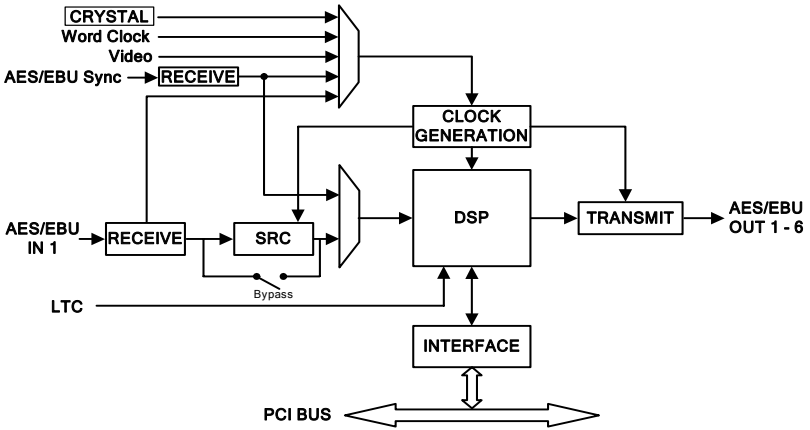 CRYSTAL
Word Clock
Video
AES/EBU Sync
RECEIVE
CLOCK
GENERATION
AES/EBU
IN 1
RECEIVE
SRC
Bypass
DSP
TRANSMIT
AES/EBU
OUT 1 - 6
LTC
INTERFACE
PCI BUS